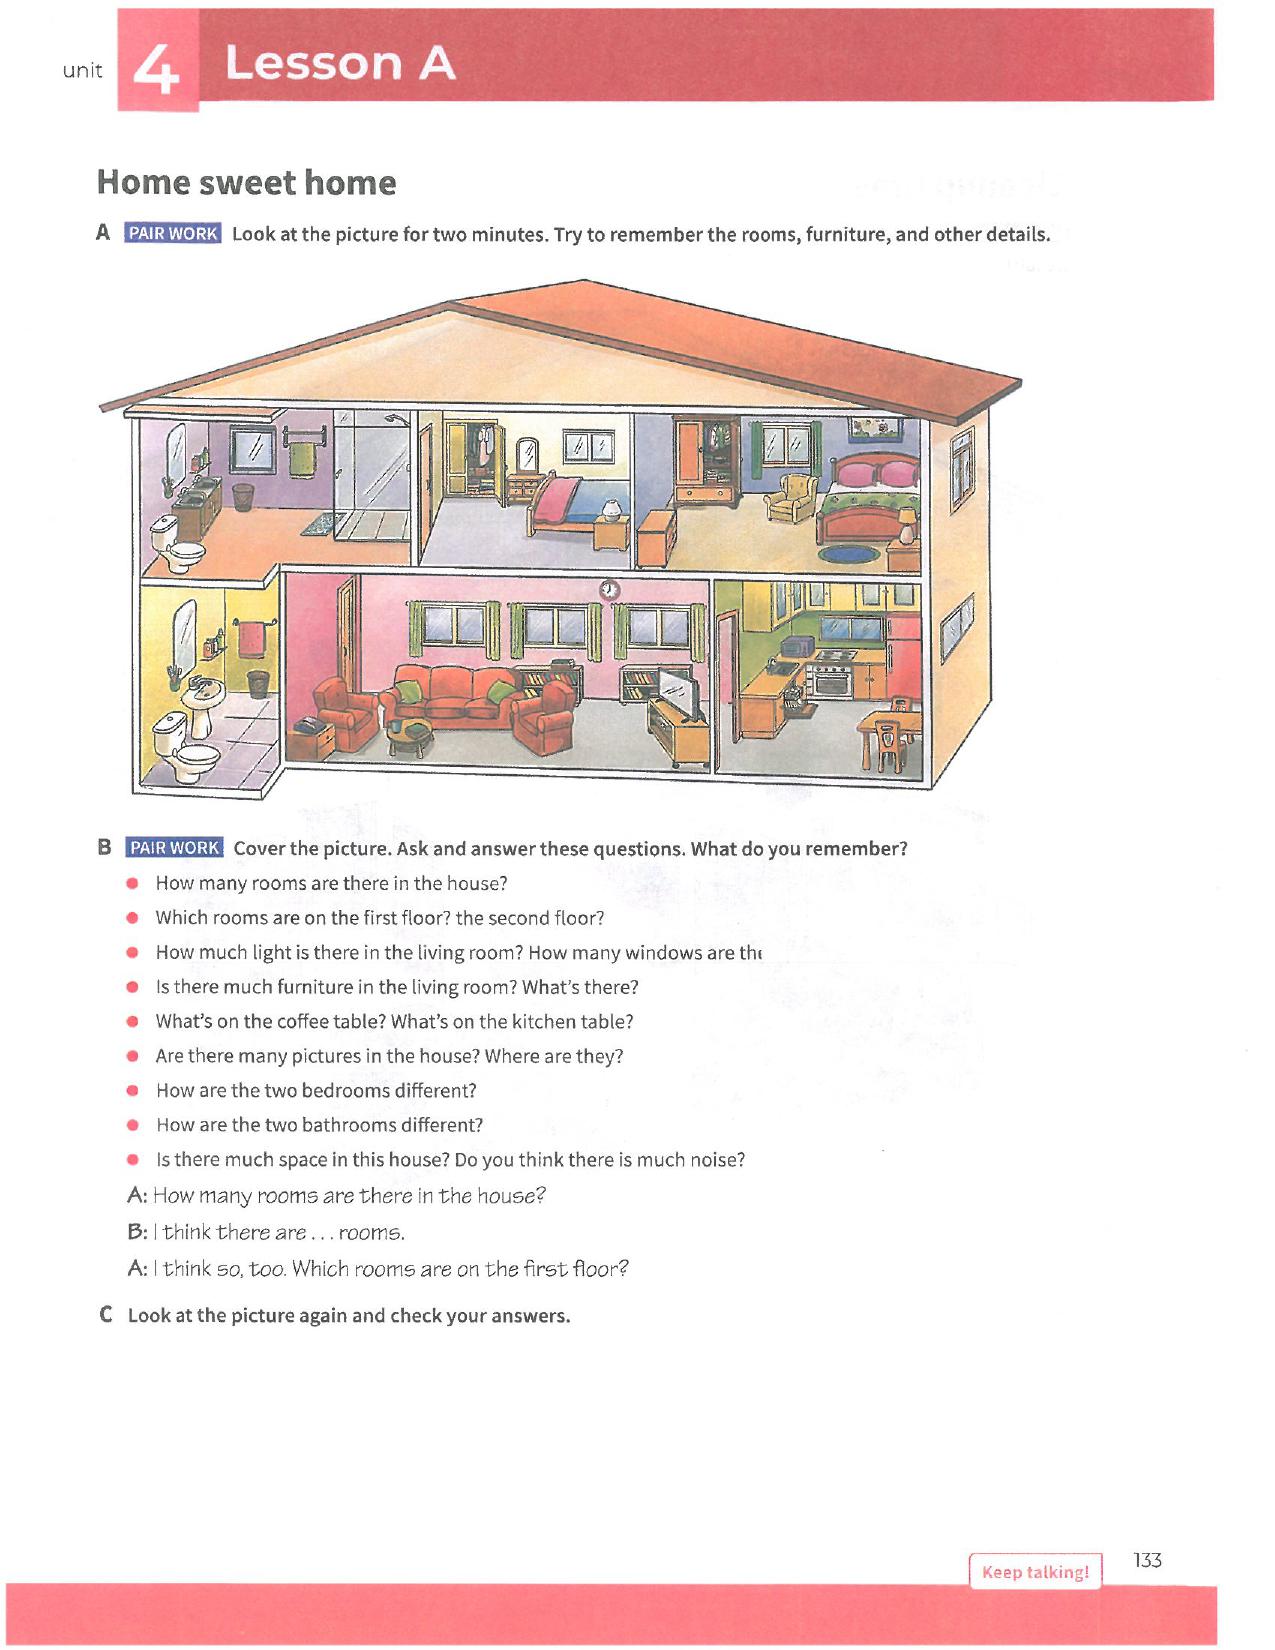 unit 4 Lesson A
Home sweet home
A PAIR WORK Look at the picture for two minutes. Try to remember the rooms, furniture, and other details.
B PAIR WORK Cover the picture. Ask and answer these questions. What do you remember?
• How many rooms are there in the house?
• Which rooms are on the first floor? the second floor?
• How much light is there in the living room? How many windows are
• Is there much furniture in the living room? What's there?
• What's on the coffee table? What's on the kitchen table?
• Are there many pictures in the house? Where are they?
• How are the two bedrooms different?
• How are the two bathrooms different?
• Is there much space in this house? Do you think there is much noise?
A: How many rooms are there in the house?
B: I think there are . . . rooms.
A: I think so, too. Which rooms are on the first floor?
C Look at the picture again and check your answers.
Keep talking! 133